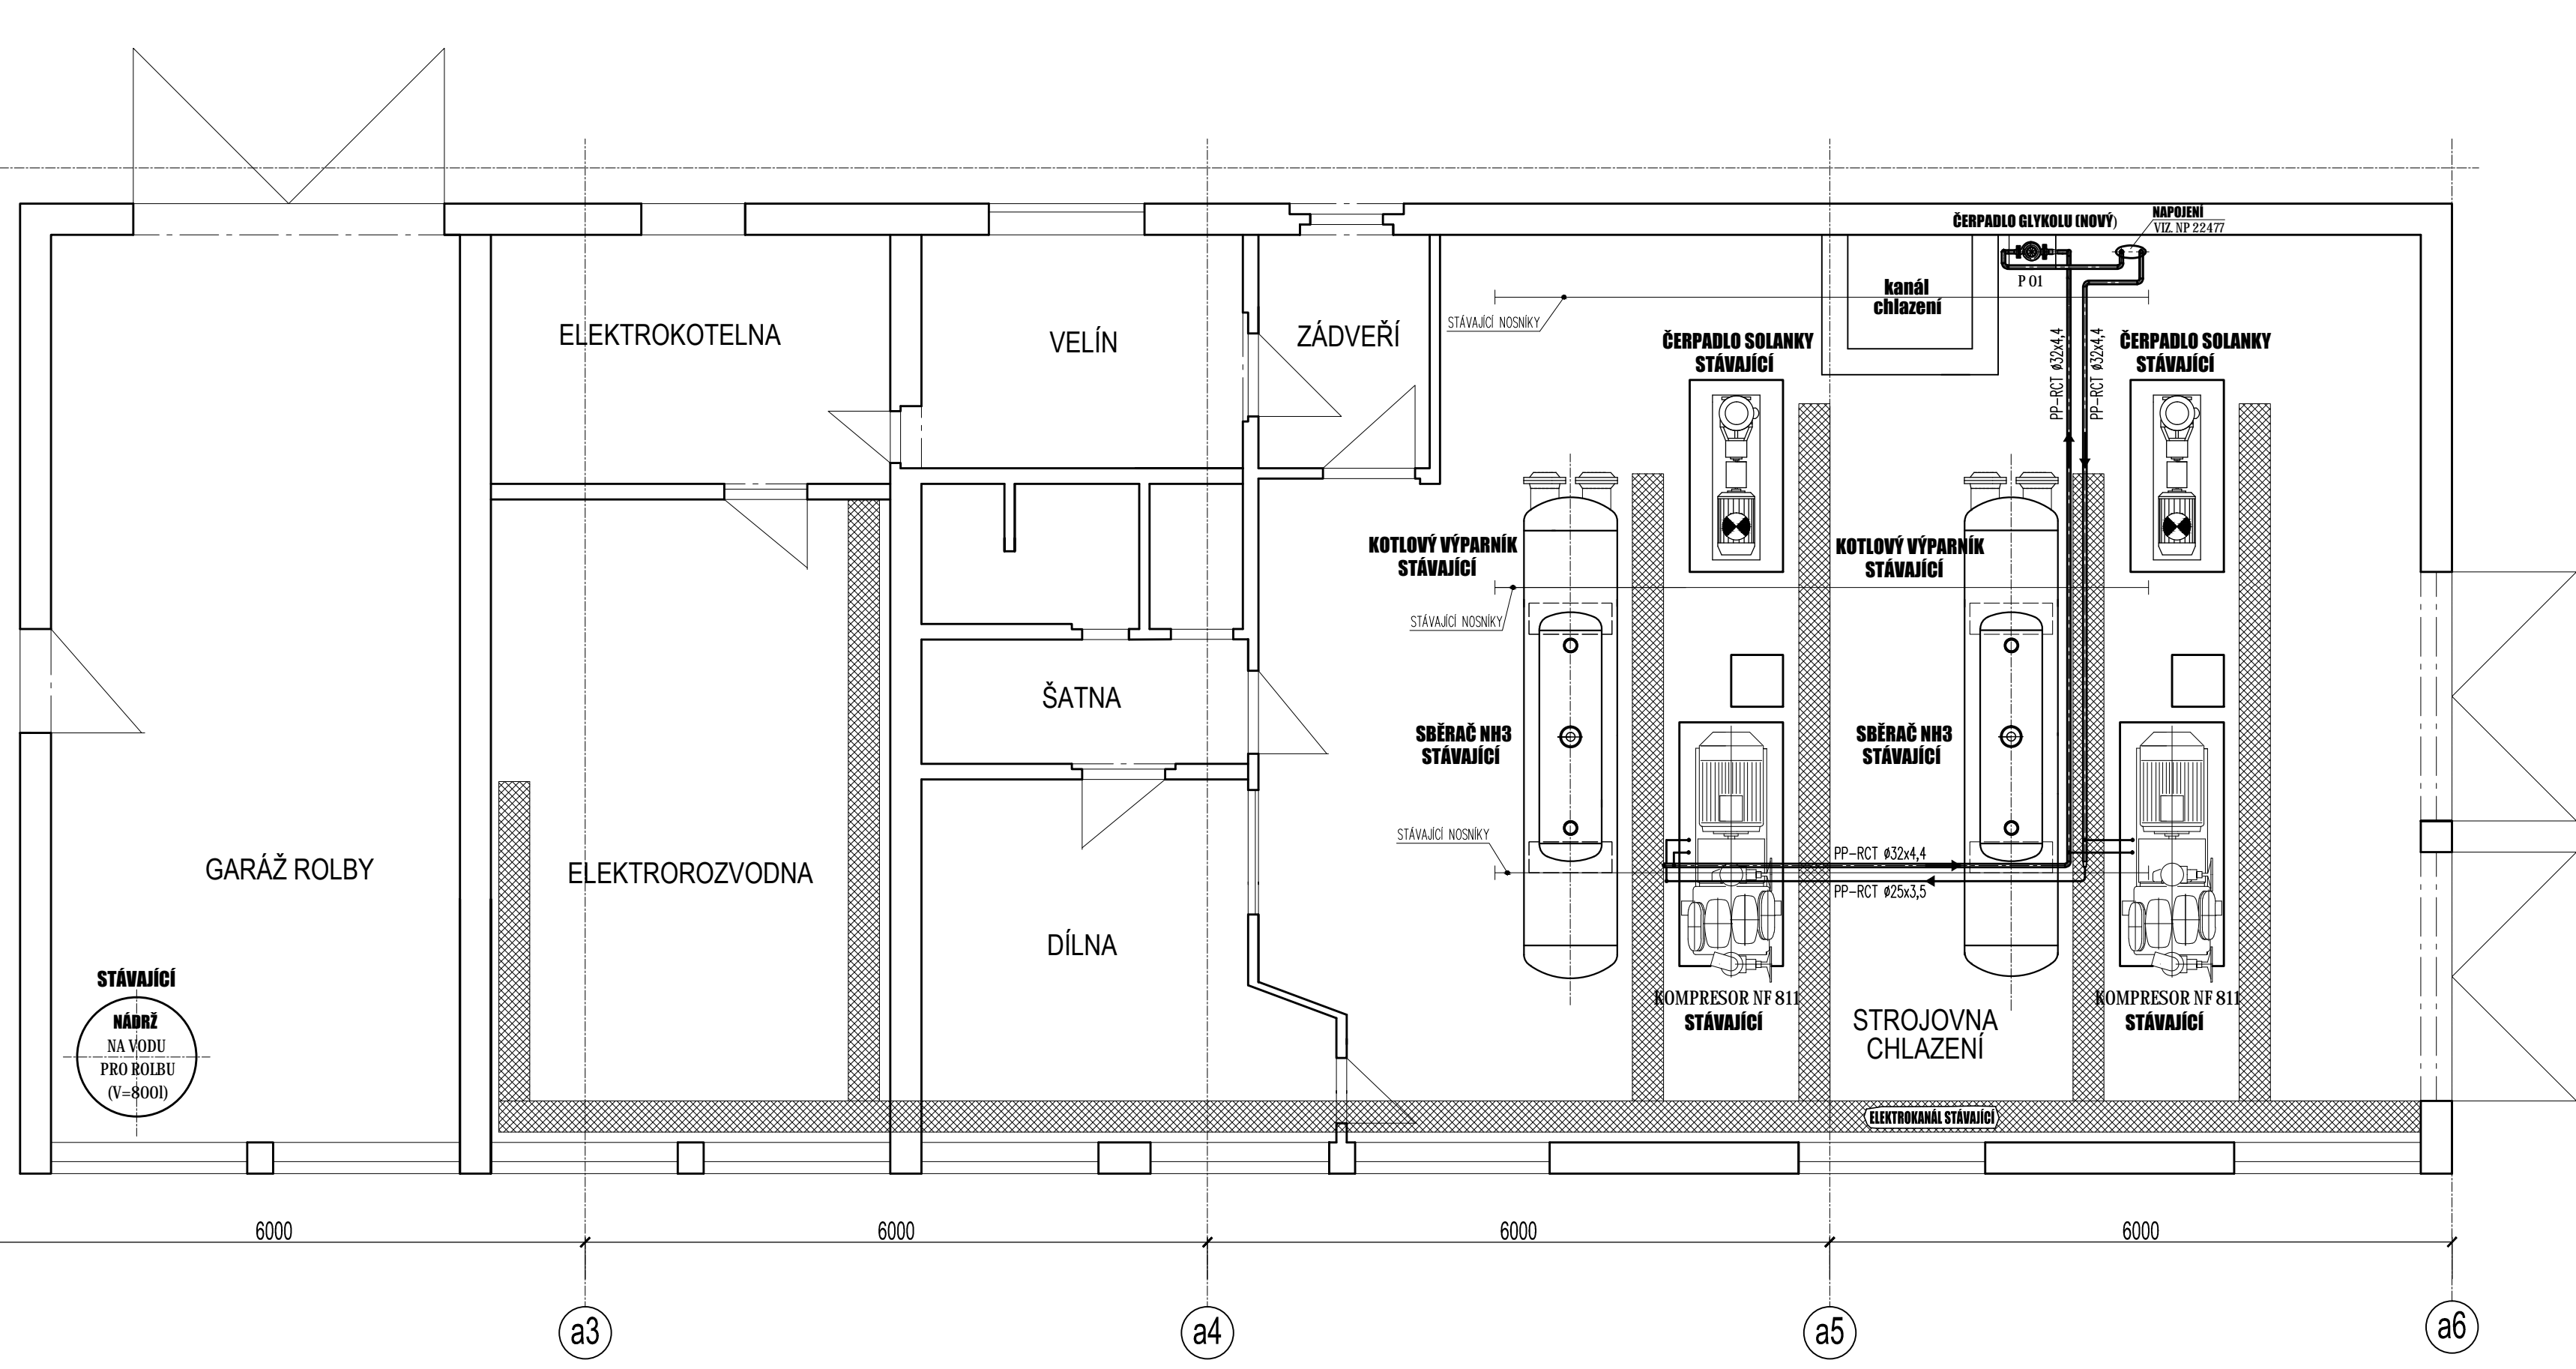 ČERPADLO GLYKOLU (NOVÝ)
NAPOJENÍ
VIZ. NP 22477
P 01
kanál
chlazení
STÁVAJÍCÍ NOSNÍKY
ELEKTROKOTELNA
VELÍN
ZÁDVEŘÍ
ČERPADLO SOLANKY
STÁVAJÍCÍ
PP-RCT ø32x4,4
PP-RCT ø32x4,4
ČERPADLO SOLANKY
STÁVAJÍCÍ
KOTLOVÝ VÝPARNÍK
STÁVAJÍCÍ
KOTLOVÝ VÝPARNÍK
STÁVAJÍCÍ
STÁVAJÍCÍ NOSNÍKY
ŠATNA
SBĚRAČ NH3
STÁVAJÍCÍ
SBĚRAČ NH3
STÁVAJÍCÍ
STÁVAJÍCÍ NOSNÍKY
PP-RCT ø32x4,4
PP-RCT ø25x3,5
GARÁŽ ROLBY
ELEKTROROZVODNA
DÍLNA
STÁVAJÍCÍ
NÁDRŽ
NA VODU
PRO ROLBU
(V=800l)
KOMPRESOR NF 811
STÁVAJÍCÍ
STROJOVNA
CHLAZENÍ
KOMPRESOR NF 811
STÁVAJÍCÍ
ELEKTROKANÁL STÁVAJÍCÍ
6000
6000
6000
6000
a3
a4
a5
a6